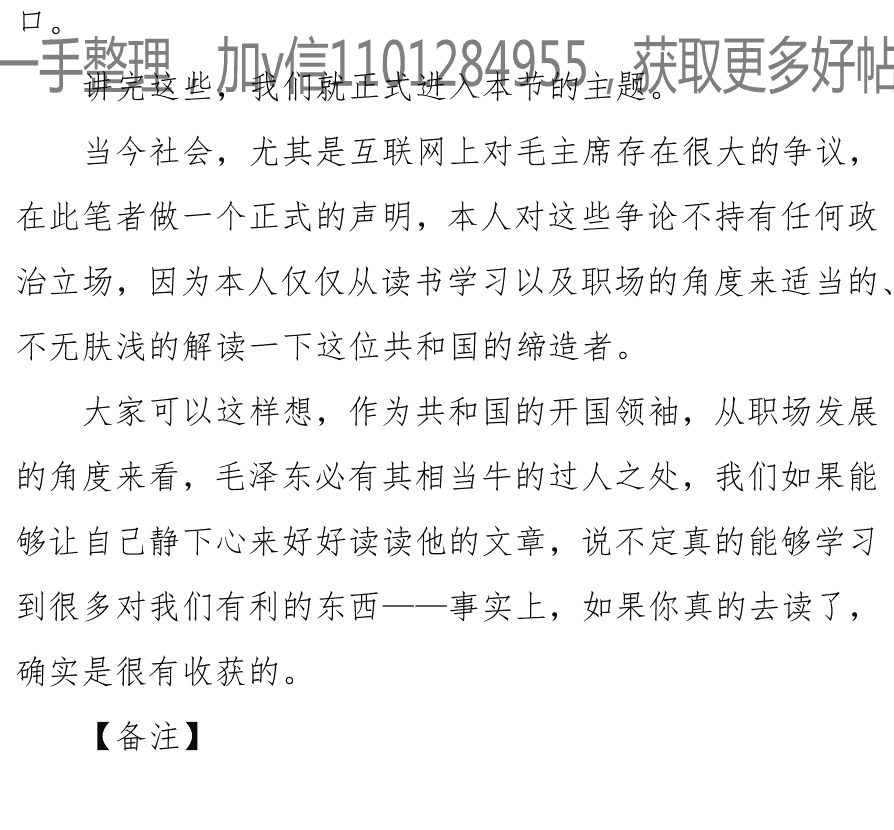 口。
一手整理，加v信1101284955，获取更多好帖
讲完这些，我们就正式进入本节的主题。
当今社会，尤其是互联网上对毛主席存在很大的争议，
在此笔者做一个正式的声明，本人对这些争论不持有任何政
治立场，因为本人仅仅从读书学习以及职场的角度来适当的、
不无肤浅的解读一下这位共和国的缔造者。
大家可以这样想，作为共和国的开国领袖，从职场发展
的角度来看，毛泽东必有其相当牛的过人之处，我们如果能
够让自己静下心来好好读读他的文章，说不定真的能够学习
到很多对我们有利的东西——事实上，如果你真的去读了，
确实是很有收获的。
【备注】